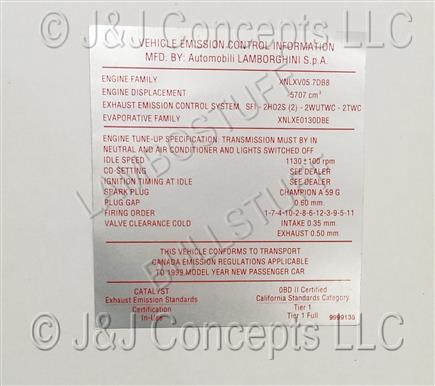 © J&J Concepts LLC ©
VEHICLE EMISSION CONTROL INFORMATION
MFD. BY: Automobili LAMBORGHINI S.p.A.
ENGINE FAMILY XNLXV05.7DB8
ENGINE DISPLACEMENT 5707 cm³
EXHAUST EMISSION CONTROL SYSTEM SFI - 2HO2S (2) - 2WUTWC - 2TWC
EVAPORATIVE FAMILY XNLXE0130DBE
LAMBOSTUFF
ENGINE TUNE-UP SPECIFICATION: TRANSMISSION MUST BY IN
NEUTRAL AND AIR CONDITIONER AND LIGHTS SWITCHED OFF
IDLE SPEED 1130 ± 100 rpm
CO-SETTING SEE DEALER
IGNITION TIMING AT IDLE SEE DEALER
SPARK PLUG CHAMPION A 59 G
PLUG GAP 0.60 mm.
FIRING ORDER 1-7-4-10-2-8-6-12-3-9-5-11
VALVE CLEARANCE COLD INTAKE 0.35 mm.
EXHAUST 0.50 mm.
BULLSTUFF
THIS VEHICLE CONFORMS TO TRANSPORT
CANADA EMISSION REGULATIONS APPLICABLE
TO 1999 MODEL YEAR NEW PASSENGER CAR
CATALYST OBD II Certified
Exhaust Emission Standards California Standards Category
Certification Tier 1
In-Use Tier 1 Full 9999135
© J&J Concepts LLC ©